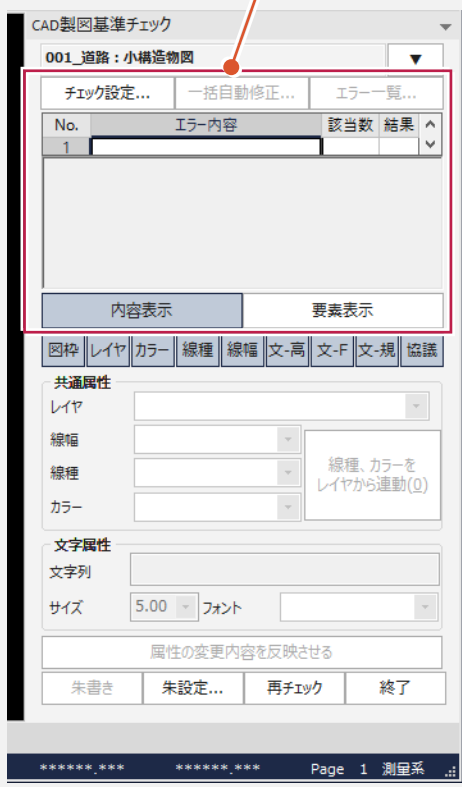 CAD製図基準チェック
001_道路：小構造物図 ▼
チェック設定... 一括自動修正... エラー一覧...
No. エラー内容 該当数 結果
1
内容表示 要素表示
図枠 レイヤ カラー 線種 線幅 文-高 文-F 文-規 協議
共通属性
レイヤ
線幅
線種
カラー
線種、カラーを
レイヤから連動(0)
文字属性
文字列
サイズ 5.00 フォント
属性の変更内容を反映させる
朱書き 朱設定... 再チェック 終了
******.*** ******.*** Page 1 測量系